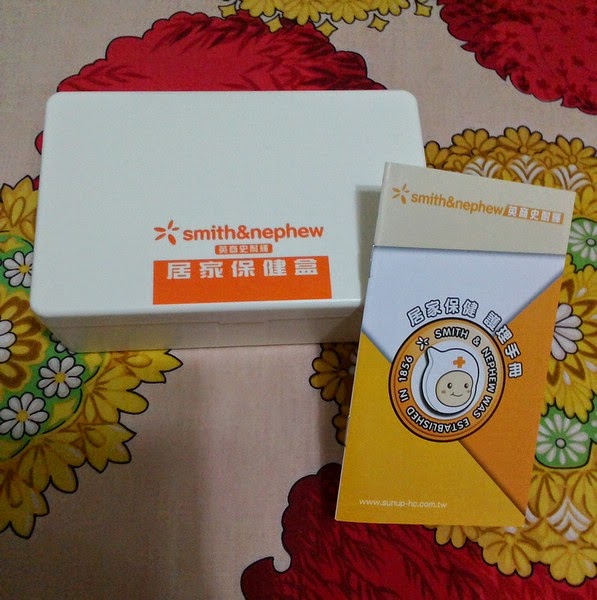 smith&nephew
英商史耐輝
居家保健盒
smith&nephew 英商史耐輝
居家保健 護理手冊
SMITH & NEPHEW WAS ESTABLISHED IN 1856
www.sunup-hc.com.tw